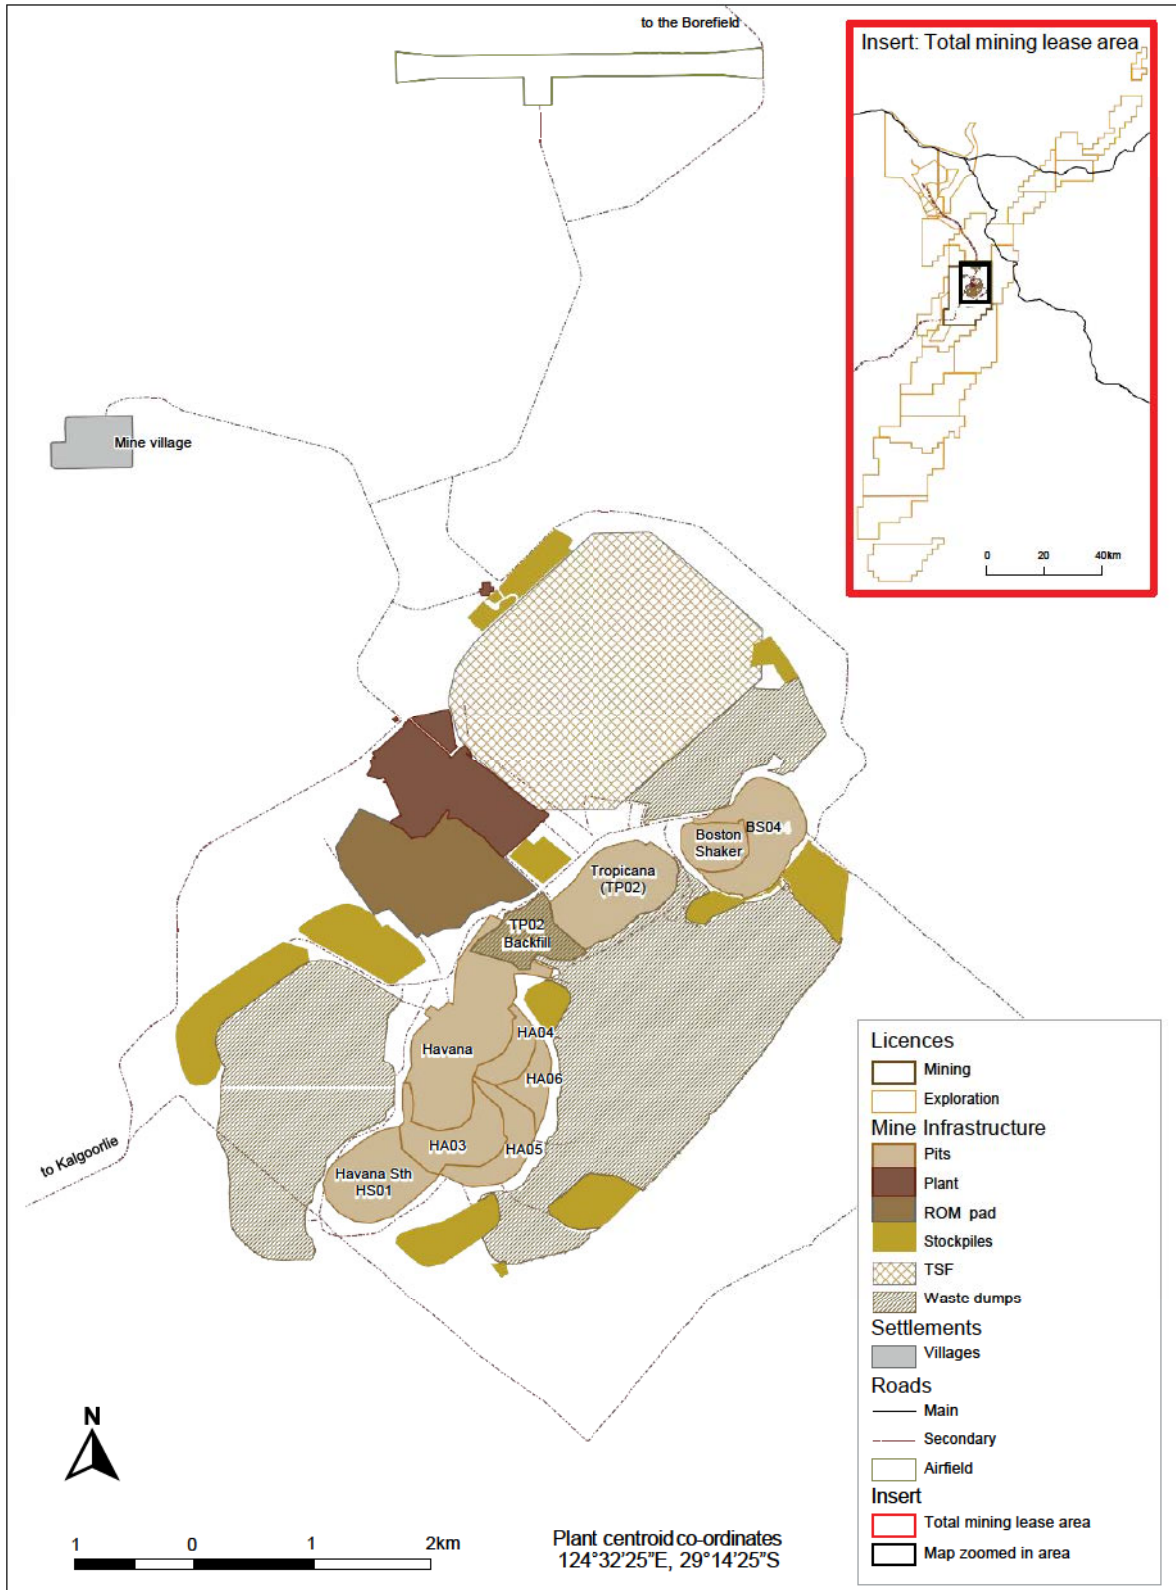 to the Borefield
Insert: Total mining lease area
0 20 40km
Mine village
Boston
Shaker
BS04
Tropicana
(TP02)
TP02
Backfill
HA04
Havana
HA06
HA03
HA05
Havana Sth
HS01
to Kalgoorlie
Licences
Mining
Exploration
Mine Infrastructure
Pits
Plant
ROM pad
Stockpiles
TSF
Waste dumps
Settlements
Villages
Roads
Main
Secondary
Airfield
Insert
Total mining lease area
Map zoomed in area
N
1 0 1 2km
Plant centroid co-ordinates
124°32'25"E, 29°14'25"S